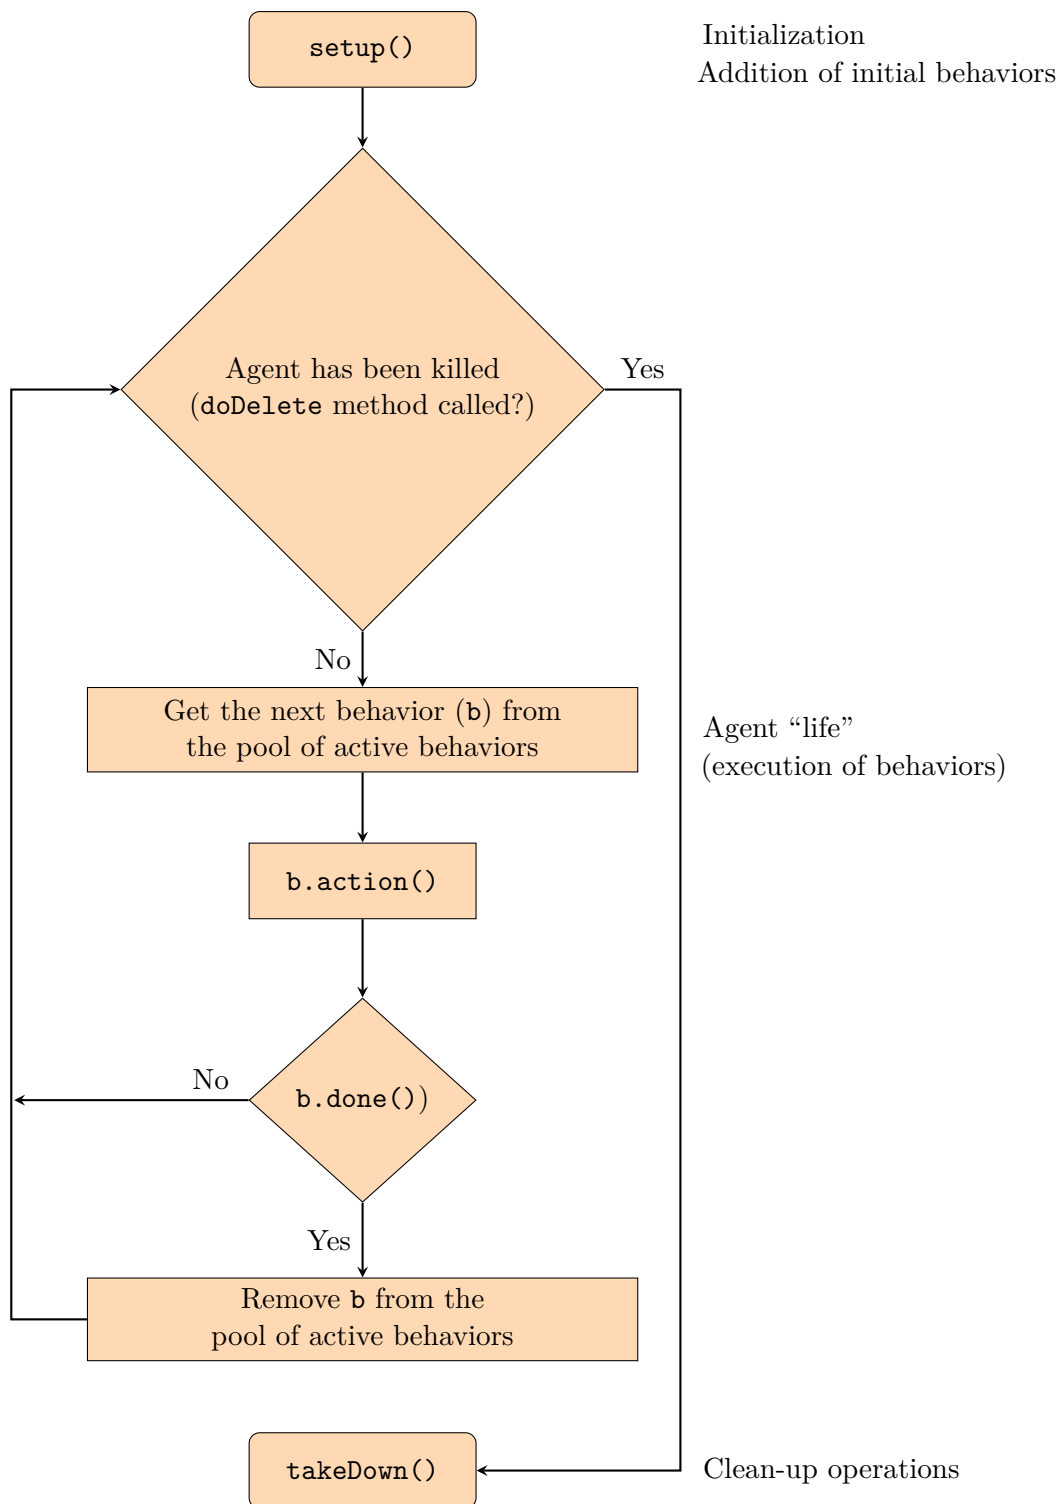 setup()
Initialization
Addition of initial behaviors
Agent has been killed
(doDelete method called?)
Yes
No
Get the next behavior (b) from
the pool of active behaviors
Agent “life”
(execution of behaviors)
b.action()
No
b.done())
Yes
Remove b from the
pool of active behaviors
takeDown()
Clean-up operations